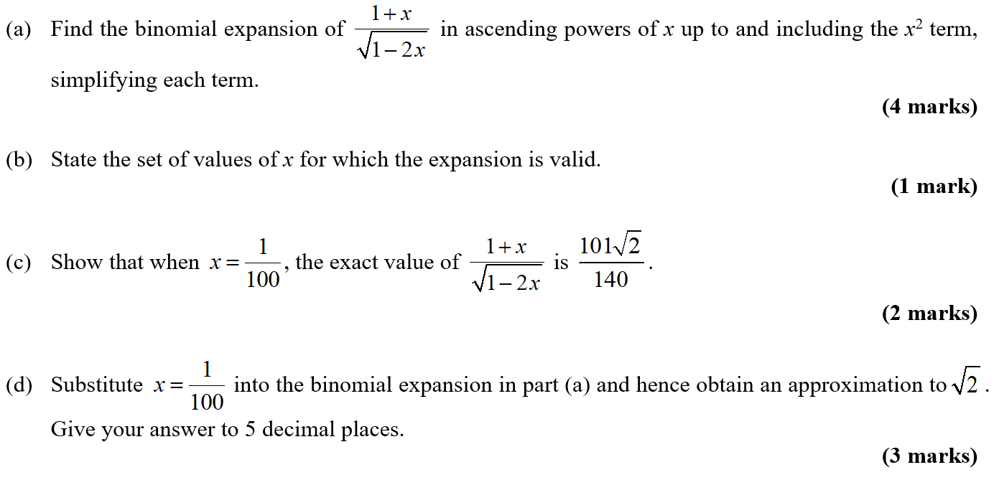 (a) Find the binomial expansion of $\frac{1+x}{\sqrt{1-2x}}$ in ascending powers of x up to and including the x² term,
simplifying each term.
(4 marks)
(b) State the set of values of x for which the expansion is valid.
(1 mark)
(c) Show that when $x = \frac{1}{100}$, the exact value of $\frac{1+x}{\sqrt{1-2x}}$ is $\frac{101\sqrt{2}}{140}$.
(2 marks)
(d) Substitute $x = \frac{1}{100}$ into the binomial expansion in part (a) and hence obtain an approximation to $\sqrt{2}$.
Give your answer to 5 decimal places.
(3 marks)